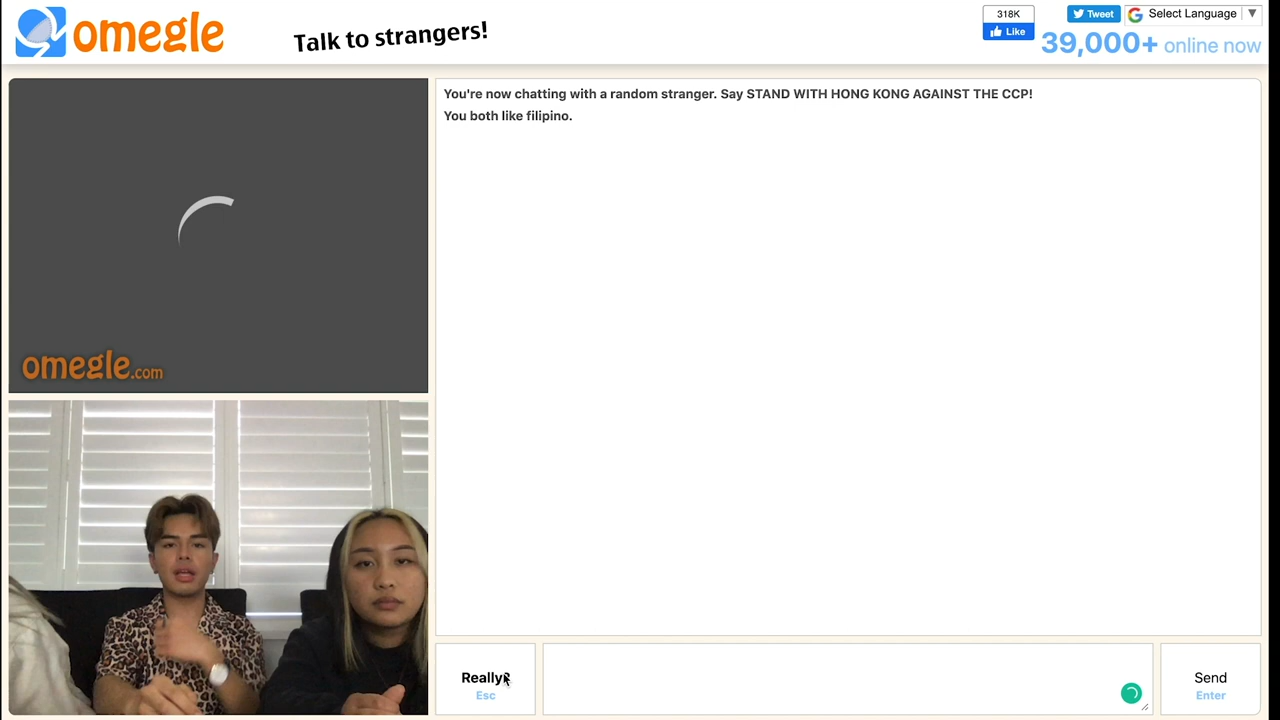 omegle
Talk to strangers!
318K
Like
Tweet
Select Language
39,000+ online now
You're now chatting with a random stranger. Say STAND WITH HONG KONG AGAINST THE CCP!
You both like filipino.
omegle.com
Really?
Esc
Send
Enter